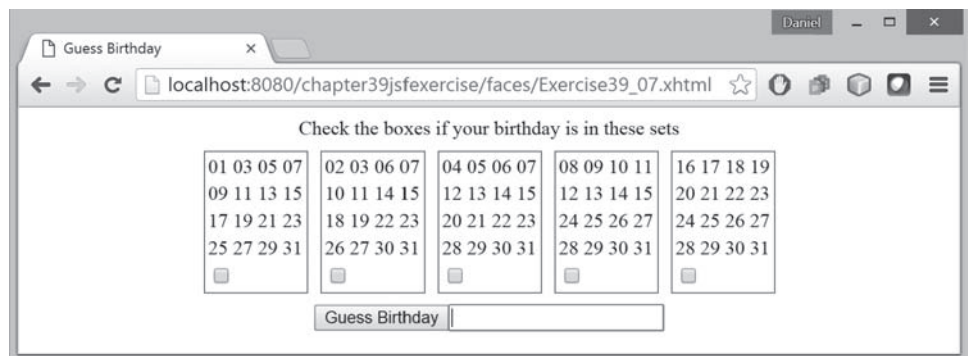 Daniel
Guess Birthday
localhost:8080/chapter39jsfexercise/faces/Exercise39_07.xhtml
Check the boxes if your birthday is in these sets
01 03 05 07 02 03 06 07 04 05 06 07 08 09 10 11 16 17 18 19
09 11 13 15 10 11 14 15 12 13 14 15 12 13 14 15 20 21 22 23
17 19 21 23 18 19 22 23 20 21 22 23 24 25 26 27 24 25 26 27
25 27 29 31 26 27 30 31 28 29 30 31 28 29 30 31 28 29 30 31
Guess Birthday